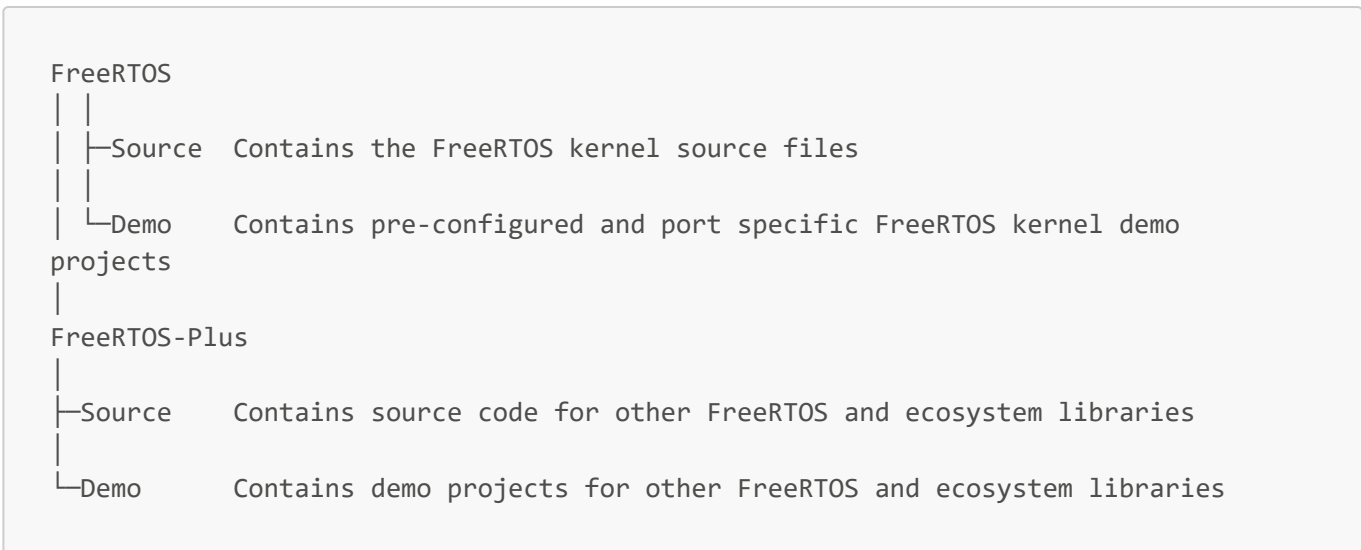 FreeRTOS
│ │
│ ├─Source  Contains the FreeRTOS kernel source files
│ │
│ └─Demo    Contains pre-configured and port specific FreeRTOS kernel demo
projects
│
FreeRTOS-Plus
│
├─Source    Contains source code for other FreeRTOS and ecosystem libraries
│
└─Demo      Contains demo projects for other FreeRTOS and ecosystem libraries